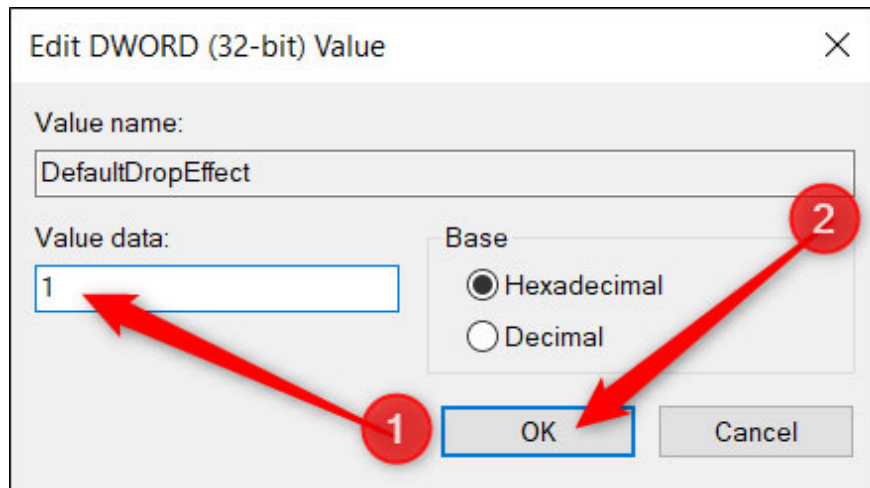 Edit DWORD (32-bit) Value
Value name:
DefaultDropEffect
Value data:
1
Base
Hexadecimal
Decimal
2
1
OK
Cancel